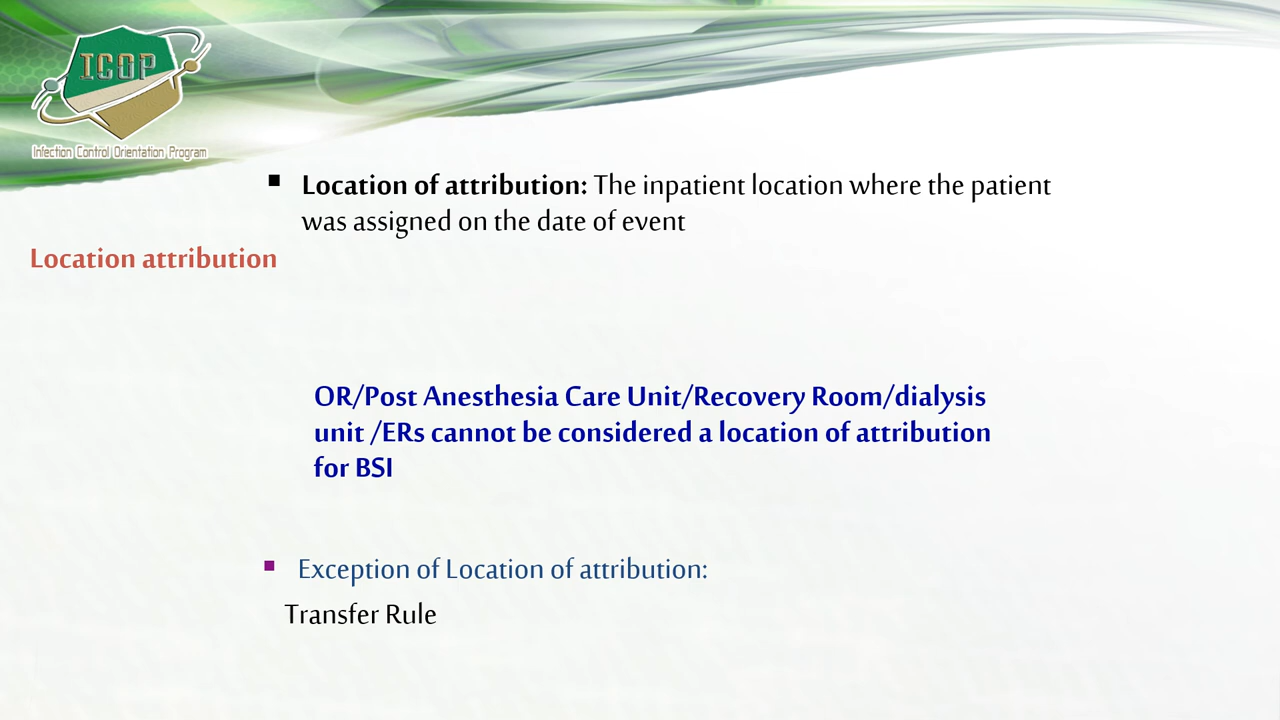 ICOP
Infection Control Orientation Program
▪ Location of attribution: The inpatient location where the patient
was assigned on the date of event
Location attribution
OR/Post Anesthesia Care Unit/Recovery Room/dialysis
unit /ERs cannot be considered a location of attribution
for BSI
▪ Exception of Location of attribution:
Transfer Rule